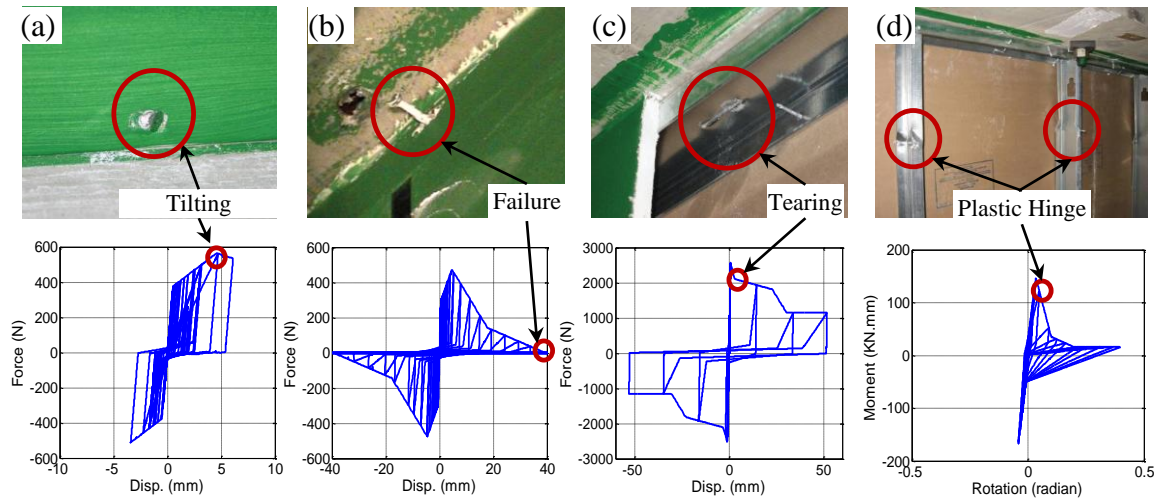 (a)
(b)
(c)
(d)
Tilting
Failure
Tearing
Plastic Hinge
600
400
200
0
-200
-400
-600
-10
-5
0
5
10
Force (N)
Disp. (mm)
600
400
200
0
-200
-400
-600
-40
-20
0
20
40
Force (N)
Disp. (mm)
3000
2000
1000
0
-1000
-2000
-3000
-50
0
50
Force (N)
Disp. (mm)
200
100
0
-100
-200
-0.5
0
0.5
Moment (KN.mm)
Rotation (radian)